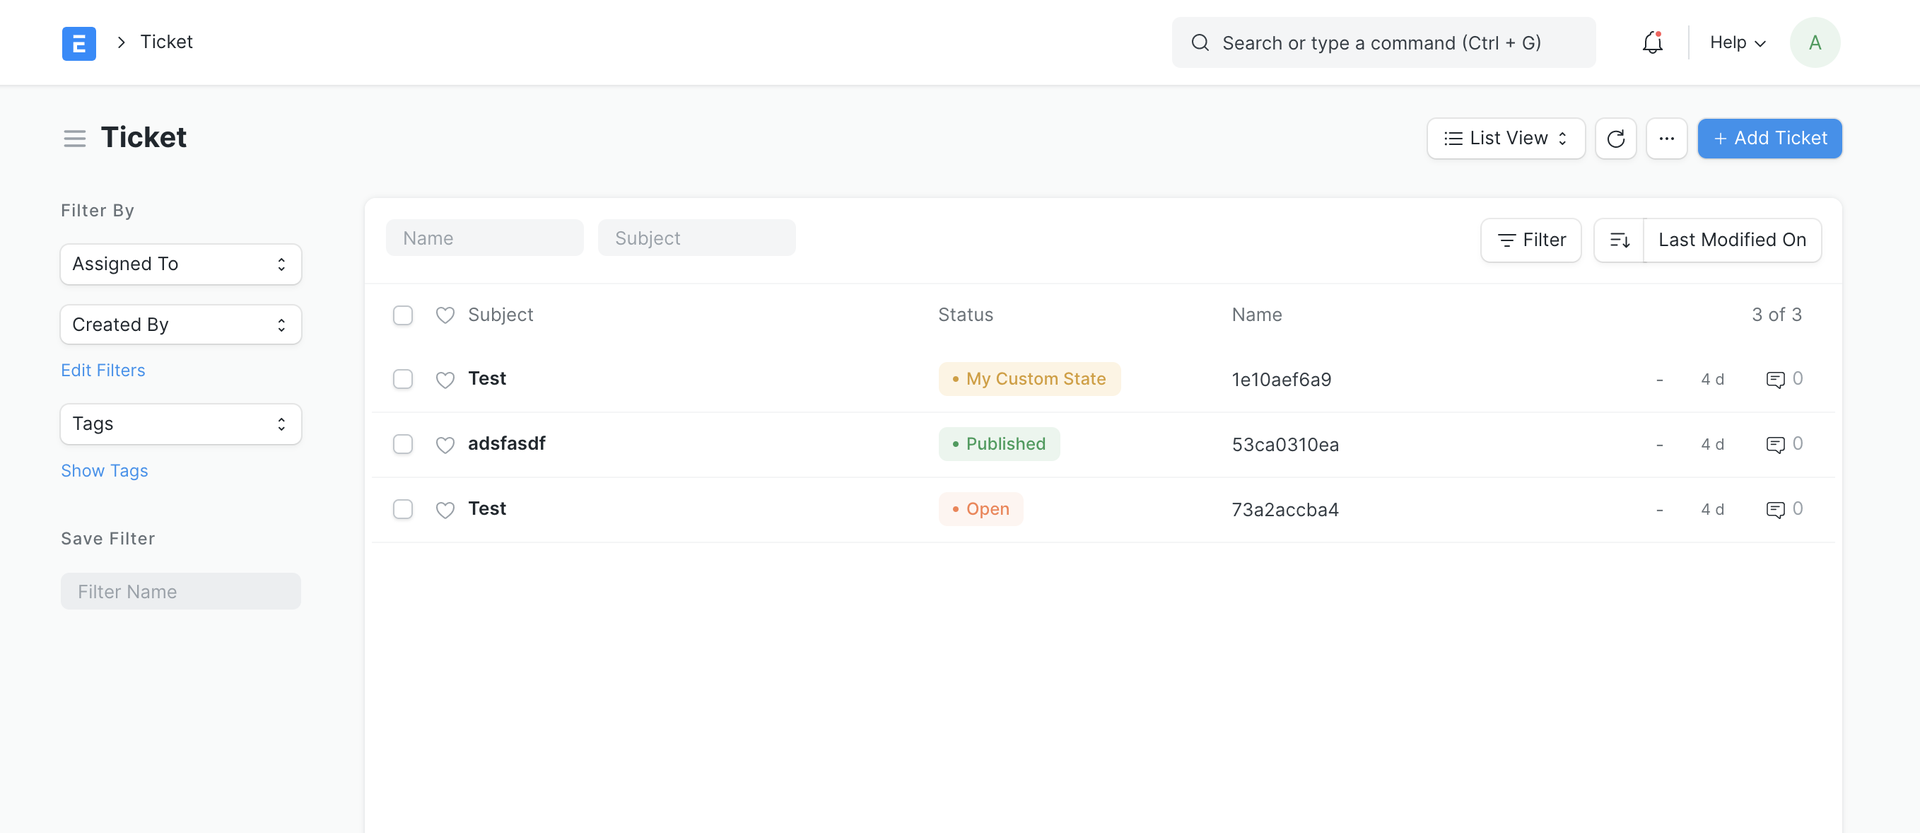 E
Ticket
Search or type a command (Ctrl + G)
Help
A
Ticket
List View
+ Add Ticket
Filter By
Assigned To
Created By
Edit Filters
Tags
Show Tags
Save Filter
Filter Name
Name
Subject
Filter
Last Modified On
Subject
Status
Name
3 of 3
Test
My Custom State
1e10aef6a9
-
4 d
0
adsfasdf
Published
53ca0310ea
-
4 d
0
Test
Open
73a2accba4
-
4 d
0